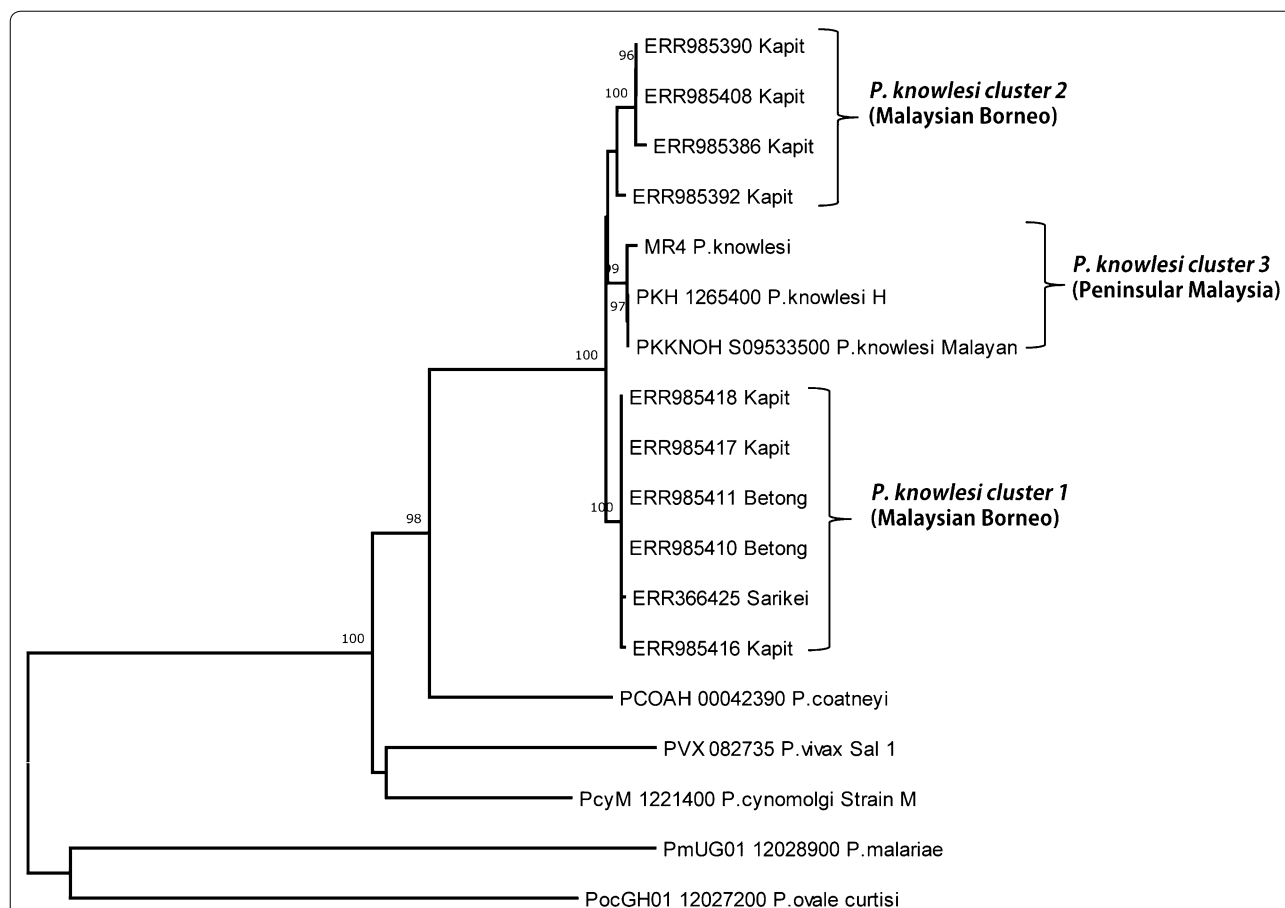 96
ERR985390 Kapit
100
ERR985408 Kapit
P. knowlesi cluster 2
(Malaysian Borneo)
ERR985386 Kapit
ERR985392 Kapit
MR4 P.knowlesi
99
PKH 1265400 P.knowlesi H
P. knowlesi cluster 3
(Peninsular Malaysia)
97
PKKNOH S09533500 P.knowlesi Malayan
100
ERR985418 Kapit
ERR985417 Kapit
ERR985411 Betong
P. knowlesi cluster 1
(Malaysian Borneo)
100
ERR985410 Betong
98
ERR366425 Sarikei
100
ERR985416 Kapit
PCOAH 00042390 P.coatneyi
PVX 082735 P.vivax Sal 1
PcyM 1221400 P.cynomolgi Strain M
PmUG01 12028900 P.malariae
PocGH01 12027200 P.ovale curtisi